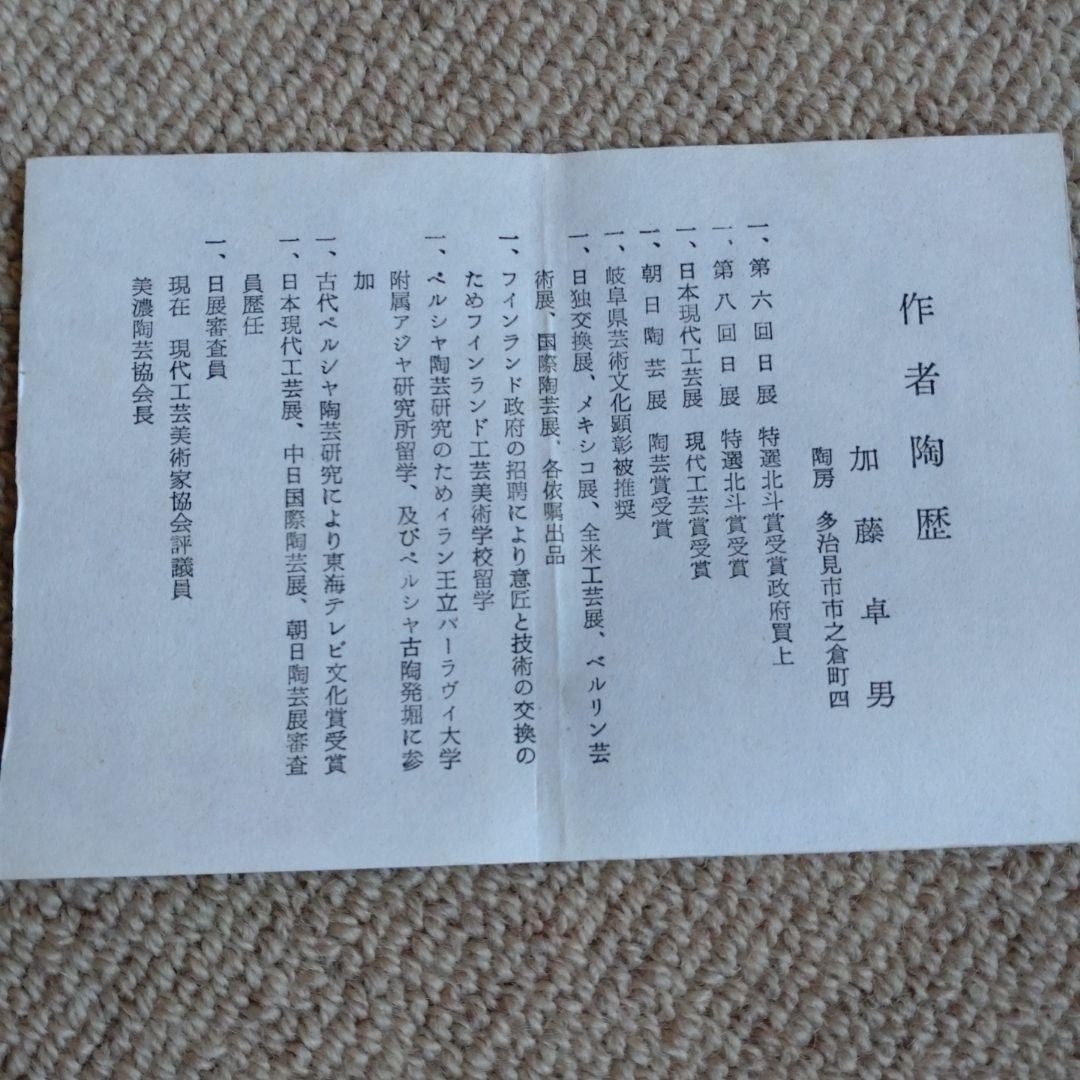 作者陶歴
加藤卓男
陶房　多治見市市之倉町四
一、第六回日展　特選北斗賞受賞政府買上
一、第八回日展　特選北斗賞受賞
一、日本現代工芸展　現代工芸賞受賞
一、朝日陶芸展　陶芸賞受賞
一、岐阜県芸術文化顕彰被推奨
一、日独交換展、メキシコ展、全米工芸展、ベルリン芸
術展、国際陶芸展、各依嘱出品
一、フインランド政府の招聘により意匠と技術の交換の
ためフインランド工芸美術学校留学
一、ペルシャ陶芸研究のためイラン王立パーラヴィ大学
附属アジヤ研究所留学、及びペルシャ古陶発堀に参
加
一、古代ペルシャ陶芸研究により東海テレビ文化賞受賞
一、日本現代工芸展、中日国際陶芸展、朝日陶芸展審査
員歴任
一、日展審査員
現在　現代工芸美術家協会評議員
美濃陶芸協会長